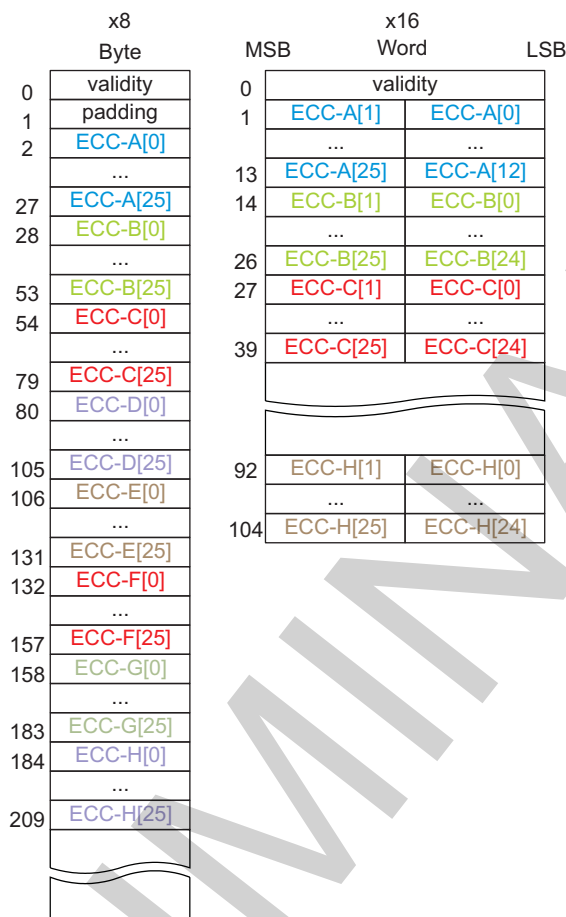 x8
Byte
0 validity
1 padding
2 ECC-A[0]
...
27 ECC-A[25]
28 ECC-B[0]
...
53 ECC-B[25]
54 ECC-C[0]
...
79 ECC-C[25]
80 ECC-D[0]
...
105 ECC-D[25]
106 ECC-E[0]
...
131 ECC-E[25]
132 ECC-F[0]
...
157 ECC-F[25]
158 ECC-G[0]
...
183 ECC-G[25]
184 ECC-H[0]
...
209 ECC-H[25]
x16
MSB Word LSB
0 validity
1 ECC-A[1] ECC-A[0]
... ...
13 ECC-A[25] ECC-A[12]
14 ECC-B[1] ECC-B[0]
... ...
26 ECC-B[25] ECC-B[24]
27 ECC-C[1] ECC-C[0]
... ...
39 ECC-C[25] ECC-C[24]
92 ECC-H[1] ECC-H[0]
... ...
104 ECC-H[25] ECC-H[24]
IMIN